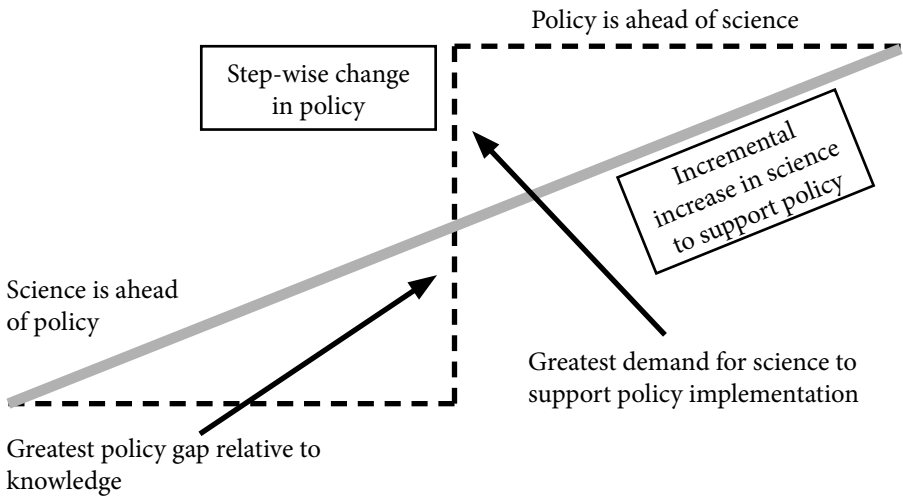 Policy is ahead of science
Step-wise change
in policy
Incremental
increase in science
to support policy
Science is ahead
of policy
Greatest demand for science to
support policy implementation
Greatest policy gap relative to
knowledge